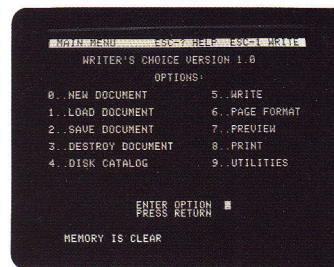 MAIN MENU ESC-? HELP ESC-1 WRITE
WRITER'S CHOICE VERSION 1.0
OPTIONS:
0..NEW DOCUMENT 5..WRITE
1..LOAD DOCUMENT 6..PAGE FORMAT
2..SAVE DOCUMENT 7..PREVIEW
3..DESTROY DOCUMENT 8..PRINT
4..DISK CATALOG 9..UTILITIES
ENTER OPTION
PRESS RETURN
MEMORY IS CLEAR